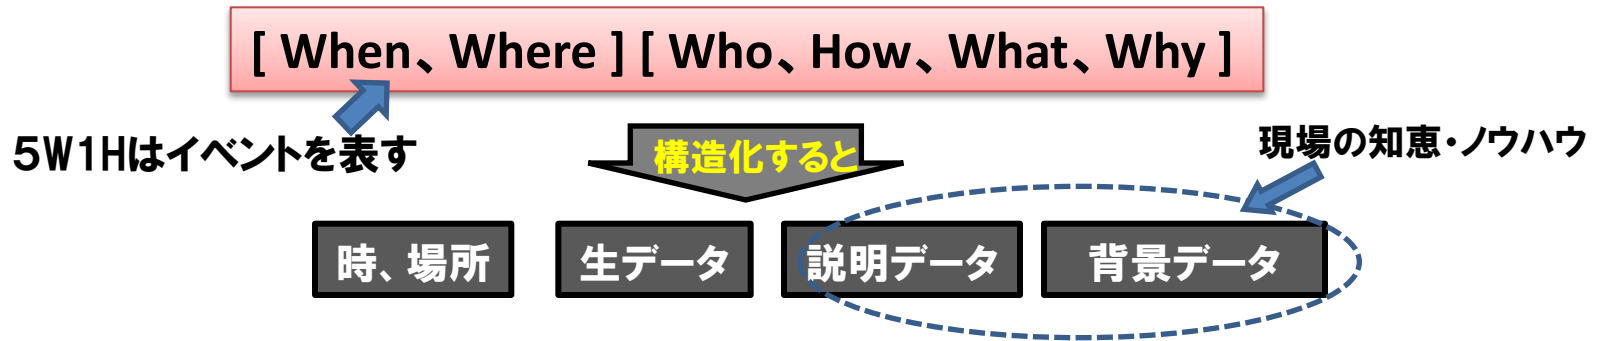 [ When、Where ] [ Who、How、What、Why ]
5W1Hはイベントを表す
構造化すると
現場の知恵・ノウハウ
時、場所
生データ
説明データ
背景データ